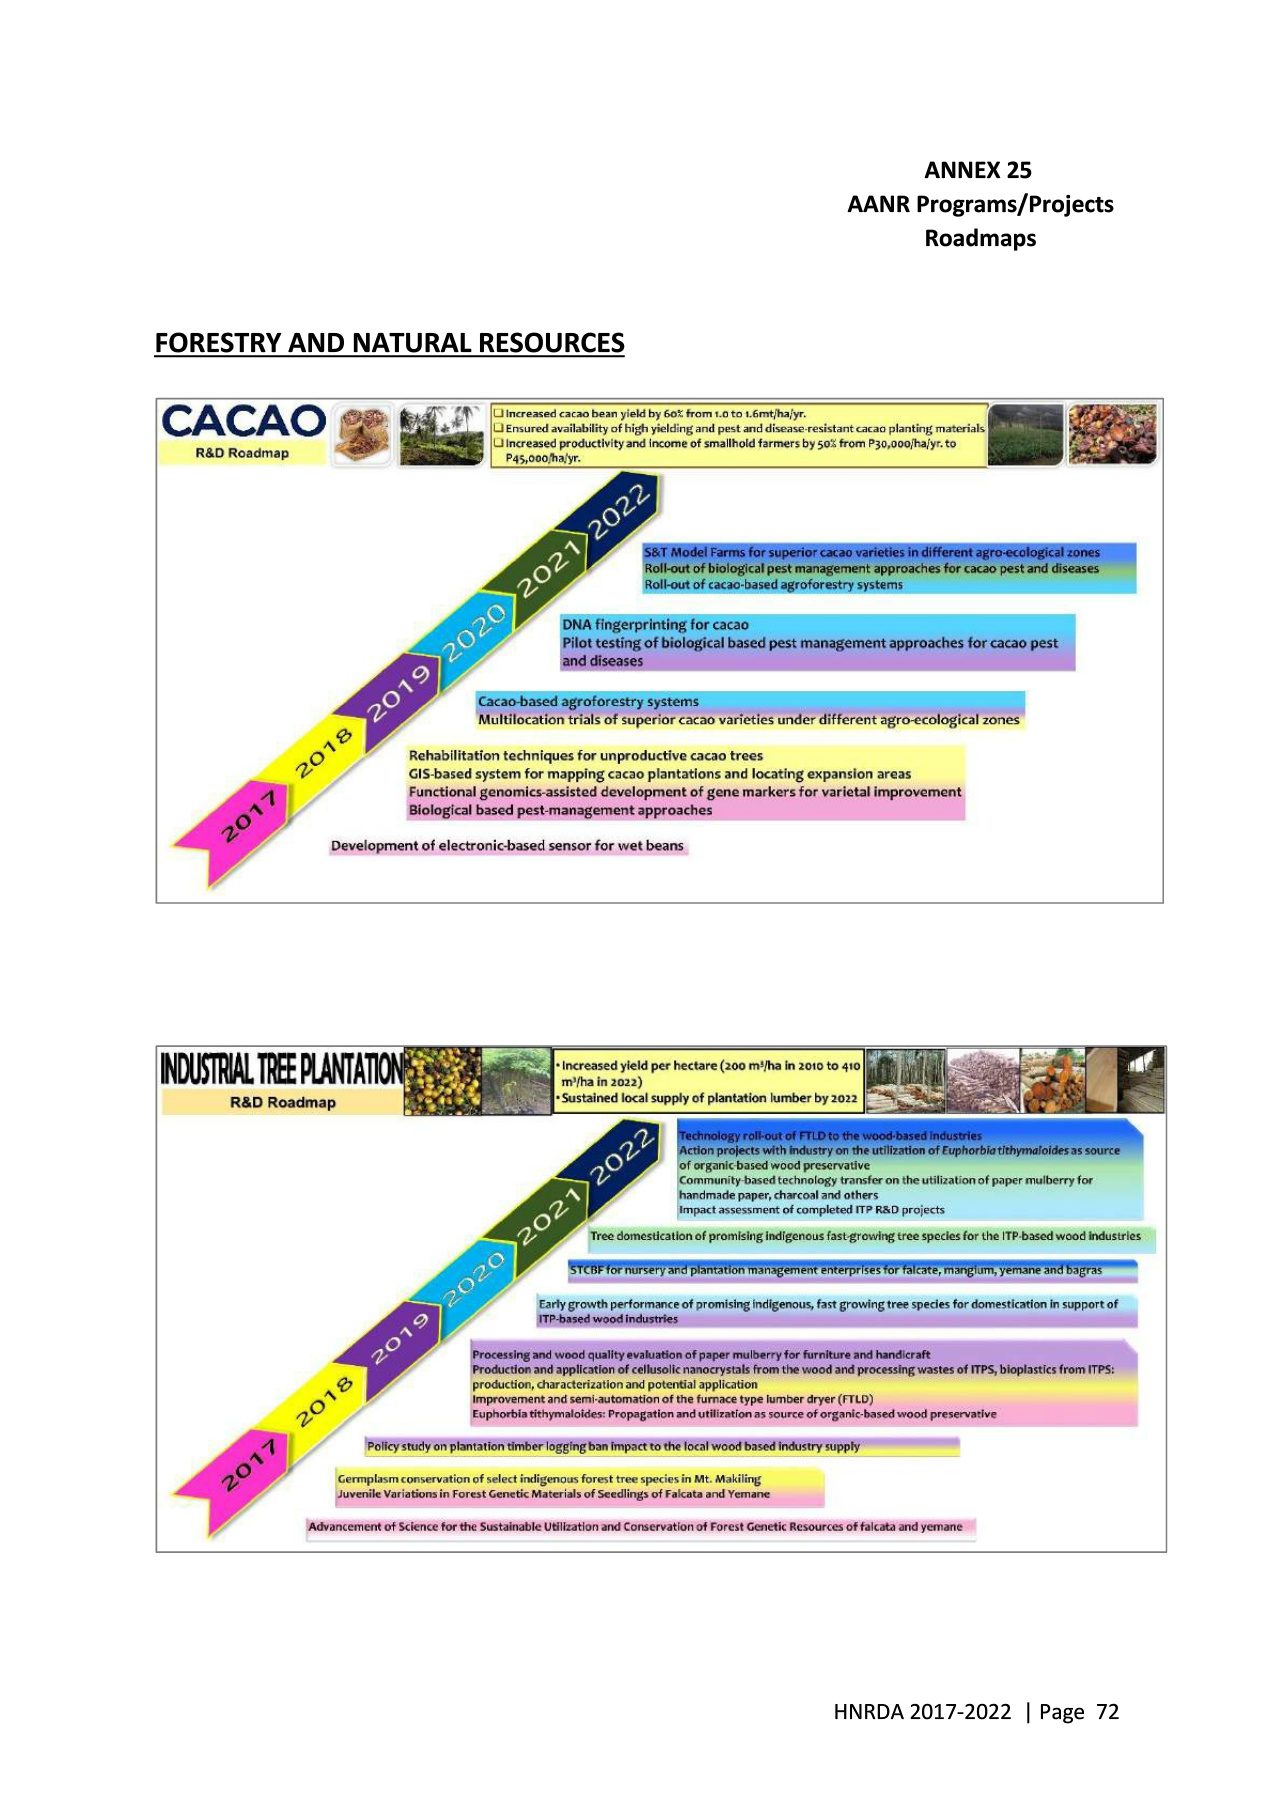 ANNEX 25
AANR Programs/Projects
Roadmaps
FORESTRY AND NATURAL RESOURCES
CACAO
R&D Roadmap
❑ Increased cacao bean yield by 60% from 1.0 to 1.6mt/ha/yr.
❑ Ensured availability of high yielding and pest and disease-resistant cacao planting materials
❑ Increased productivity and income of smallhold farmers by 50% from P30,000/ha/yr. to
P45,000/ha/yr.
2022
2021
2020
2019
2018
2017
S&T Model Farms for superior cacao varieties in different agro-ecological zones
Roll-out of biological pest management approaches for cacao pest and diseases
Roll-out of cacao-based agroforestry systems
DNA fingerprinting for cacao
Pilot testing of biological based pest management approaches for cacao pest
and diseases
Cacao-based agroforestry systems
Multilocation trials of superior cacao varieties under different agro-ecological zones
Rehabilitation techniques for unproductive cacao trees
GIS-based system for mapping cacao plantations and locating expansion areas
Functional genomics-assisted development of gene markers for varietal improvement
Biological based pest-management approaches
Development of electronic-based sensor for wet beans
INDUSTRIAL TREE PLANTATION
R&D Roadmap
• Increased yield per hectare (200 m³/ha in 2010 to 410
m³/ha in 2022)
• Sustained local supply of plantation lumber by 2022
2022
2021
2020
2019
2018
2017
Technology roll-out of FTLD to the wood-based industries
Action projects with industry on the utilization of Euphorbia tithymaloides as source
of organic-based wood preservative
Community-based technology transfer on the utilization of paper mulberry for
handmade paper, charcoal and others
Impact assessment of completed ITP R&D projects
Tree domestication of promising indigenous fast-growing tree species for the ITP-based wood industries
STCBF for nursery and plantation management enterprises for falcate, mangium, yemane and bagras
Early growth performance of promising indigenous, fast growing tree species for domestication in support of
ITP-based wood industries
Processing and wood quality evaluation of paper mulberry for furniture and handicraft
Production and application of cellusolic nanocrystals from the wood and processing wastes of ITPS, bioplastics from ITPS:
production, characterization and potential application
Improvement and semi-automation of the furnace type lumber dryer (FTLD)
Euphorbia tithymaloides: Propagation and utilization as source of organic-based wood preservative
Policy study on plantation timber logging ban impact to the local wood based industry supply
Germplasm conservation of select indigenous forest tree species in Mt. Makiling
Juvenile Variations in Forest Genetic Materials of Seedlings of Falcata and Yemane
Advancement of Science for the Sustainable Utilization and Conservation of Forest Genetic Resources of falcata and yemane
HNRDA 2017-2022 | Page 72